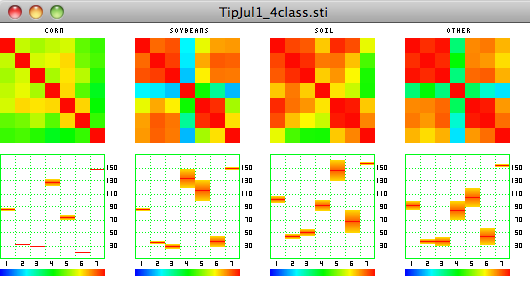 TipJul1_4class.sti
CORN SOYBEANS SOIL OTHER
150 150 150 150
130 130 130 130
110 110 110 110
90 90 90 90
70 70 70 70
50 50 50 50
30 30 30 30
1 2 3 4 5 6 7 1 2 3 4 5 6 7 1 2 3 4 5 6 7 1 2 3 4 5 6 7